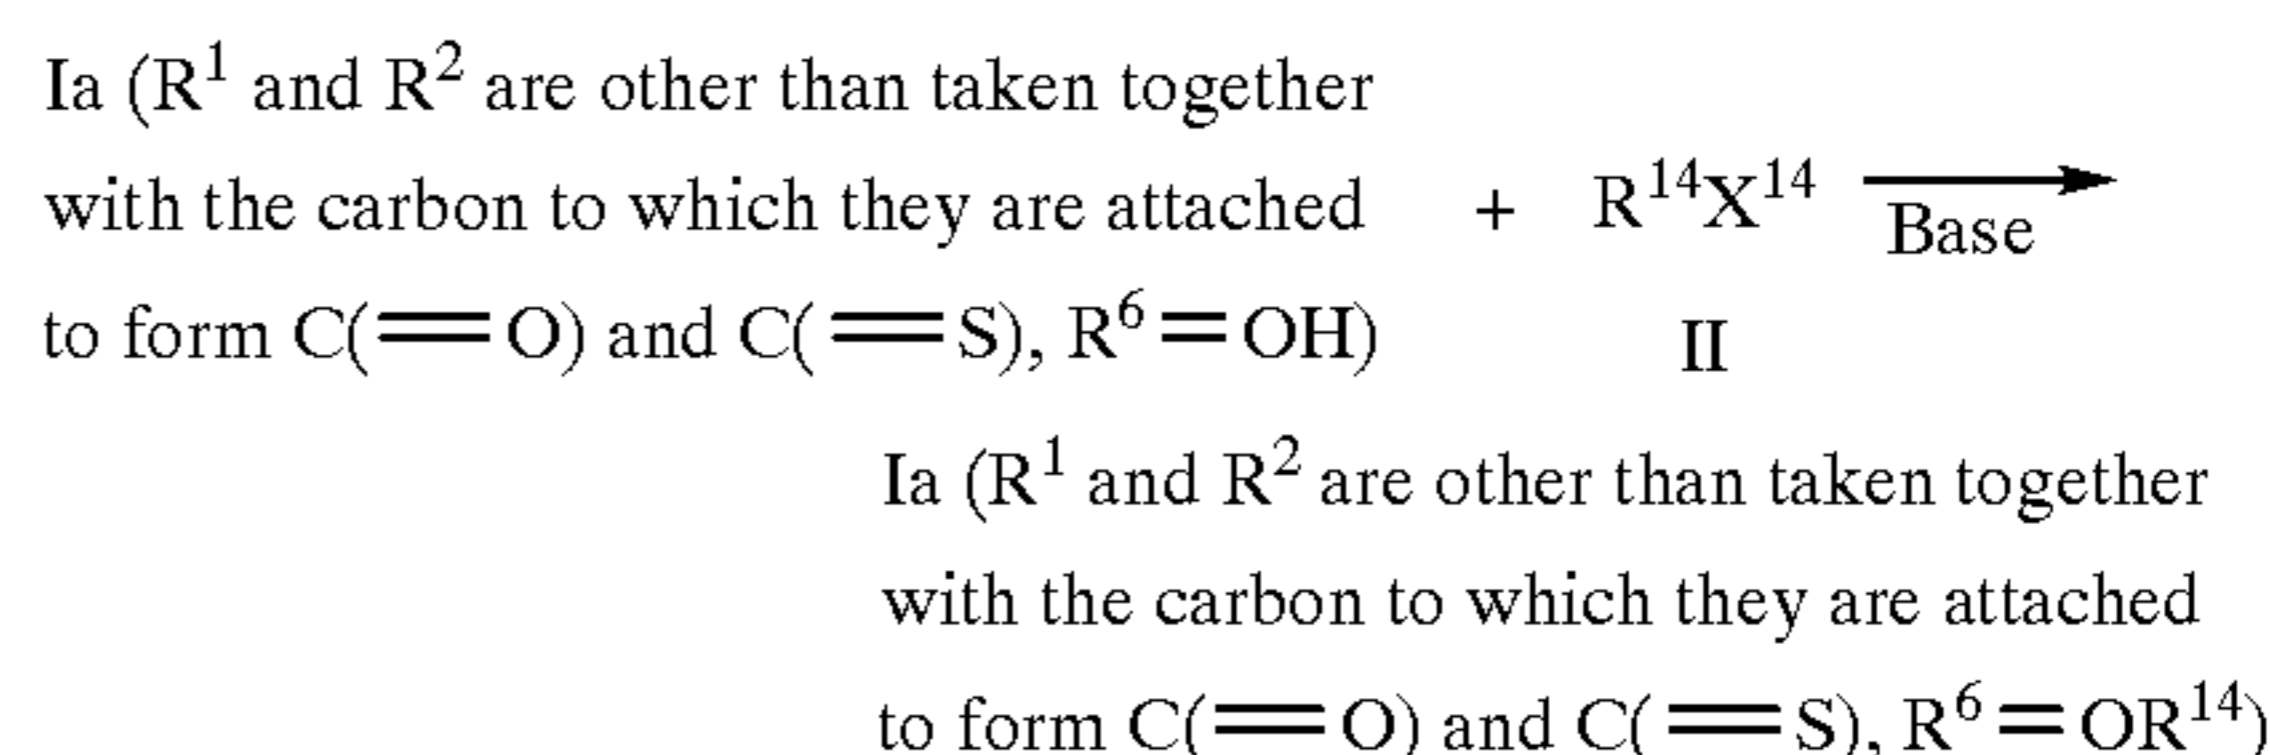 Ia (R¹ and R² are other than taken together
with the carbon to which they are attached + R¹⁴X¹⁴
Base
to form C(=O) and C(=S), R⁶=OH) II
Ia (R¹ and R² are other than taken together
with the carbon to which they are attached
to form C(=O) and C(=S), R⁶=OR¹⁴)